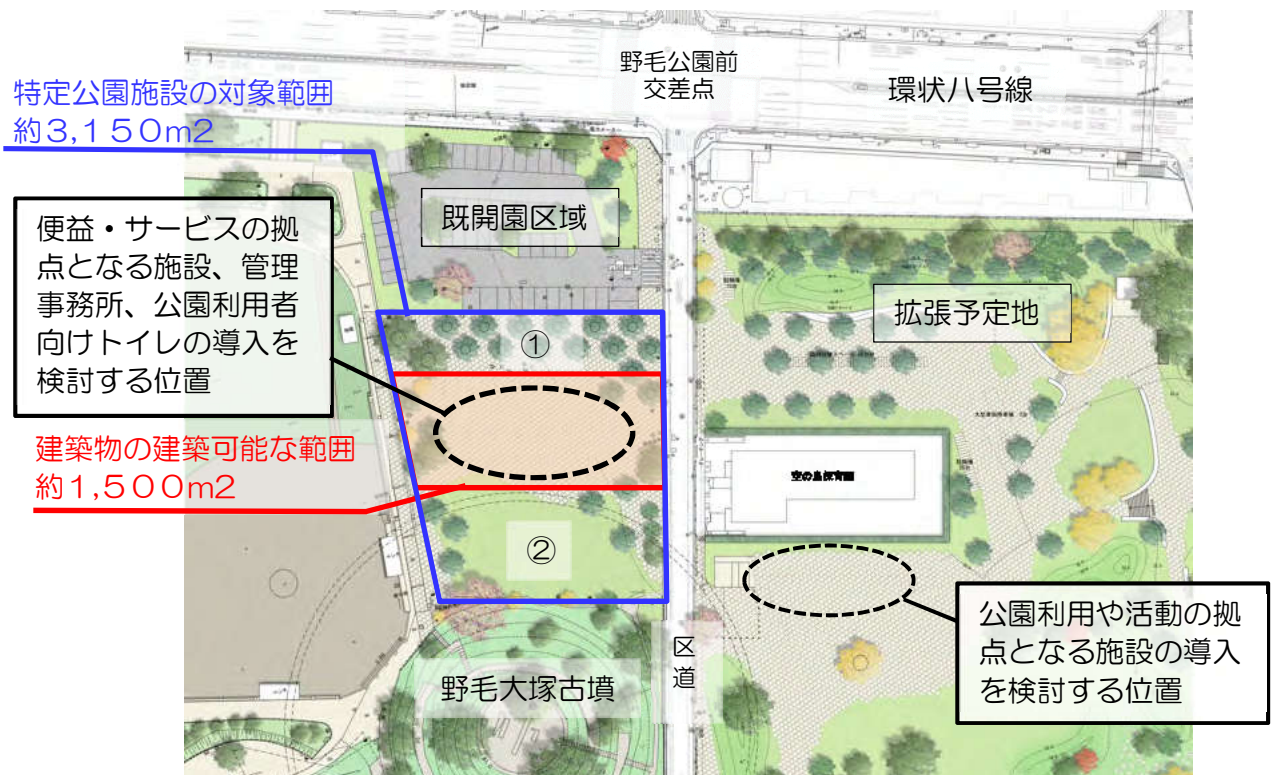 野毛公園前
交差点
環状八号線
特定公園施設の対象範囲
約3,150m2
既開園区域
便益・サービスの拠
点となる施設、管理
事務所、公園利用者
向けトイレの導入を
検討する位置
拡張予定地
①
建築物の建築可能な範囲
約1,500m2
空の鳥保育園
②
公園利用や活動の拠
点となる施設の導入
を検討する位置
区
道
野毛大塚古墳